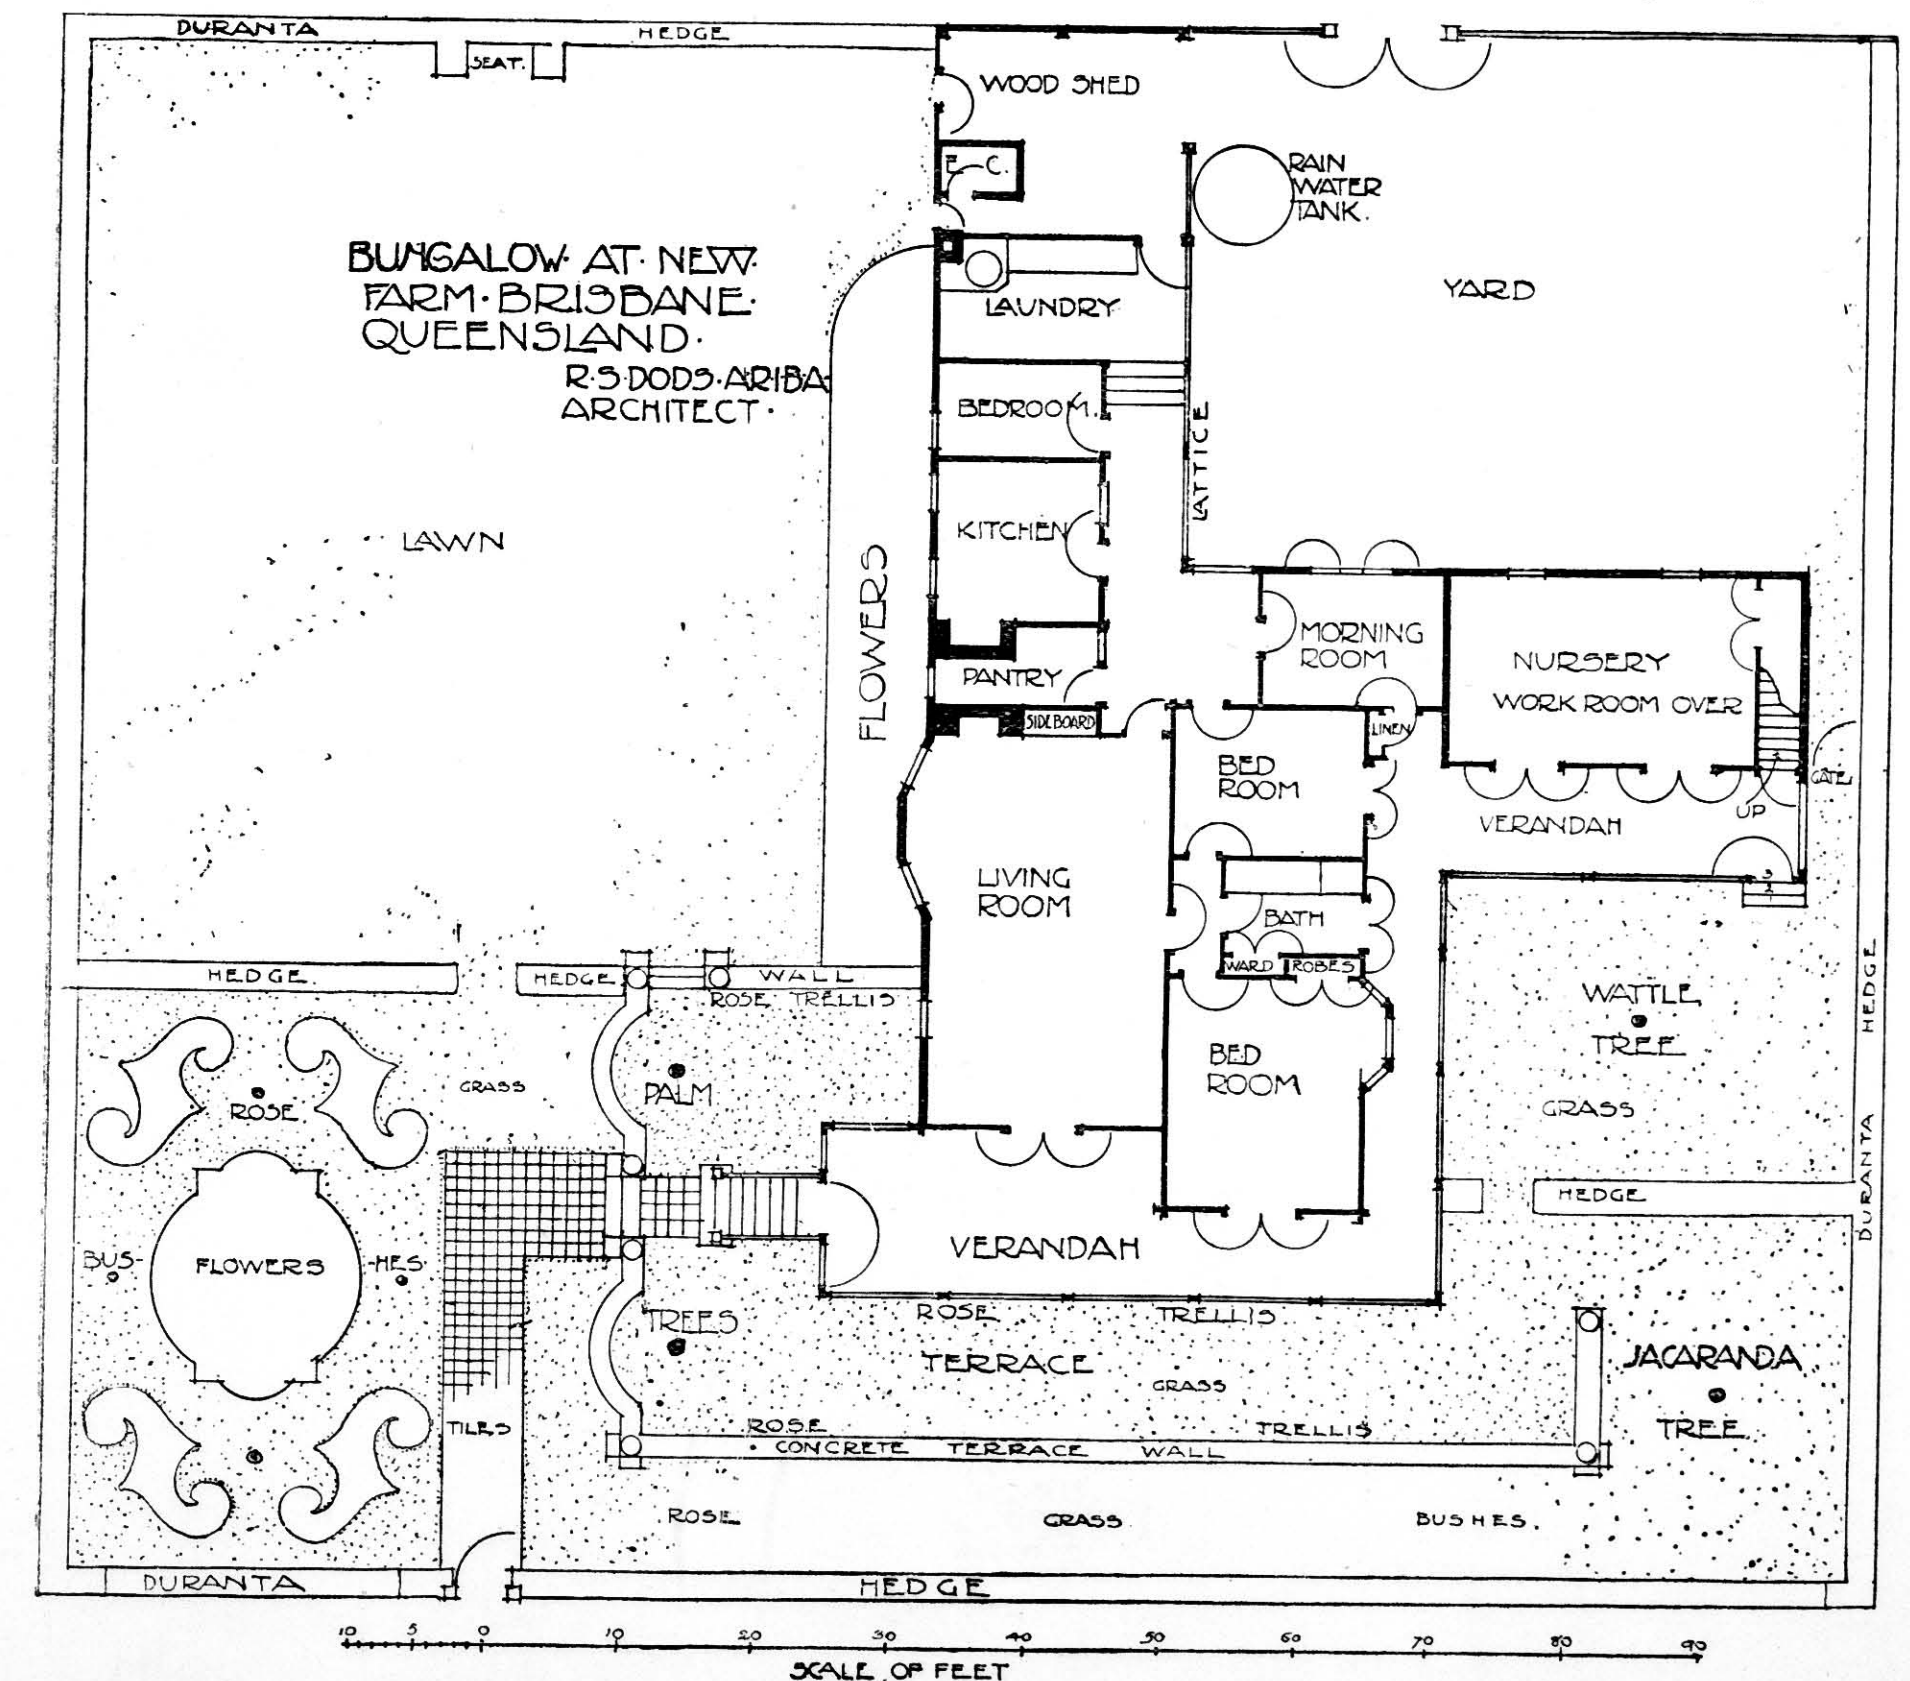 DURANTA HEDGE
SEAT.
WOOD SHED
E. C.
RAIN
WATER
TANK.
BUNGALOW· AT· NEW·
FARM· BRISBANE·
QUEENSLAND·
R·S·DODS·A·R·I·B·A·
ARCHITECT·
LAUNDRY
YARD
BEDROOM.
LATTICE
LAWN
KITCHEN
FLOWERS
PANTRY
SIDEBOARD
MORNING
ROOM
NURSERY
WORK ROOM OVER
LINEN
BED
ROOM
GATE
UP
VERANDAH
LIVING
ROOM
BATH
WARD ROBES
HEDGE
HEDGE
WALL
ROSE TRELLIS
WATTLE
TREE
GRASS
DURANTA HEDGE
ROSE
GRASS
PALM
BED
ROOM
HEDGE
BUS-
FLOWERS
-HES
VERANDAH
TREES
ROSE TRELLIS
TERRACE
GRASS
JACARANDA
TREE
TILES
ROSE TRELLIS
CONCRETE TERRACE WALL
ROSE GRASS BUSHES.
DURANTA HEDGE
10 5 0 10 20 30 40 50 60 70 80 90
SCALE OF FEET